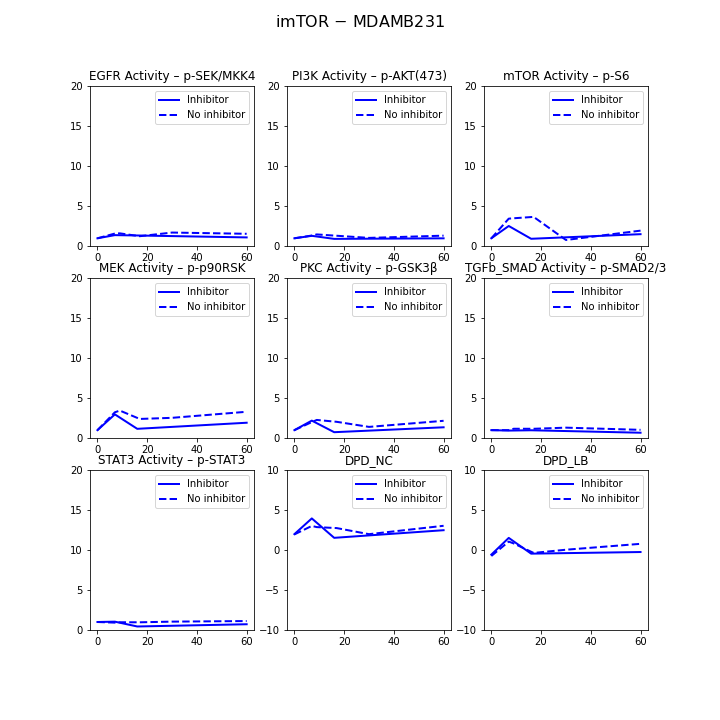 imTOR − MDAMB231
EGFR Activity – p-SEK/MKK4
PI3K Activity – p-AKT(473)
mTOR Activity – p-S6
20
15
10
5
0
0 20 40 60
Inhibitor
No inhibitor
20
15
10
5
0
0 20 40 60
Inhibitor
No inhibitor
20
15
10
5
0
0 20 40 60
Inhibitor
No inhibitor
MEK Activity – p-p90RSK
PKC Activity – p-GSK3β
TGFb_SMAD Activity – p-SMAD2/3
20
15
10
5
0
0 20 40 60
Inhibitor
No inhibitor
20
15
10
5
0
0 20 40 60
Inhibitor
No inhibitor
20
15
10
5
0
0 20 40 60
Inhibitor
No inhibitor
STAT3 Activity – p-STAT3
DPD_NC
DPD_LB
20
15
10
5
0
0 20 40 60
Inhibitor
No inhibitor
10
5
0
−5
−10
0 20 40 60
Inhibitor
No inhibitor
10
5
0
−5
−10
0 20 40 60
Inhibitor
No inhibitor